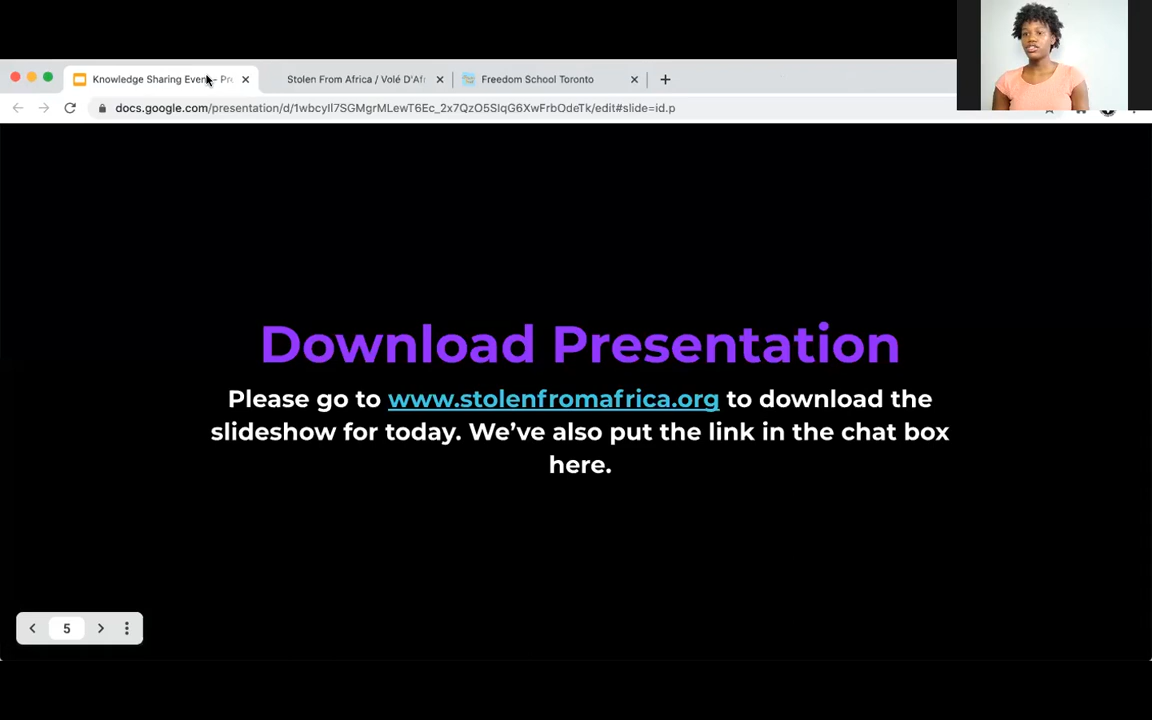 Knowledge Sharing Event - Pre
Stolen From Africa / Volé D'Afr
Freedom School Toronto
docs.google.com/presentation/d/1wbcyIl7SGMgrMLewT6Ec_2x7QzO5SIqG6XwFrbOdeTk/edit#slide=id.p
Download Presentation
Please go to www.stolenfromafrica.org to download the
slideshow for today. We've also put the link in the chat box
here.
5